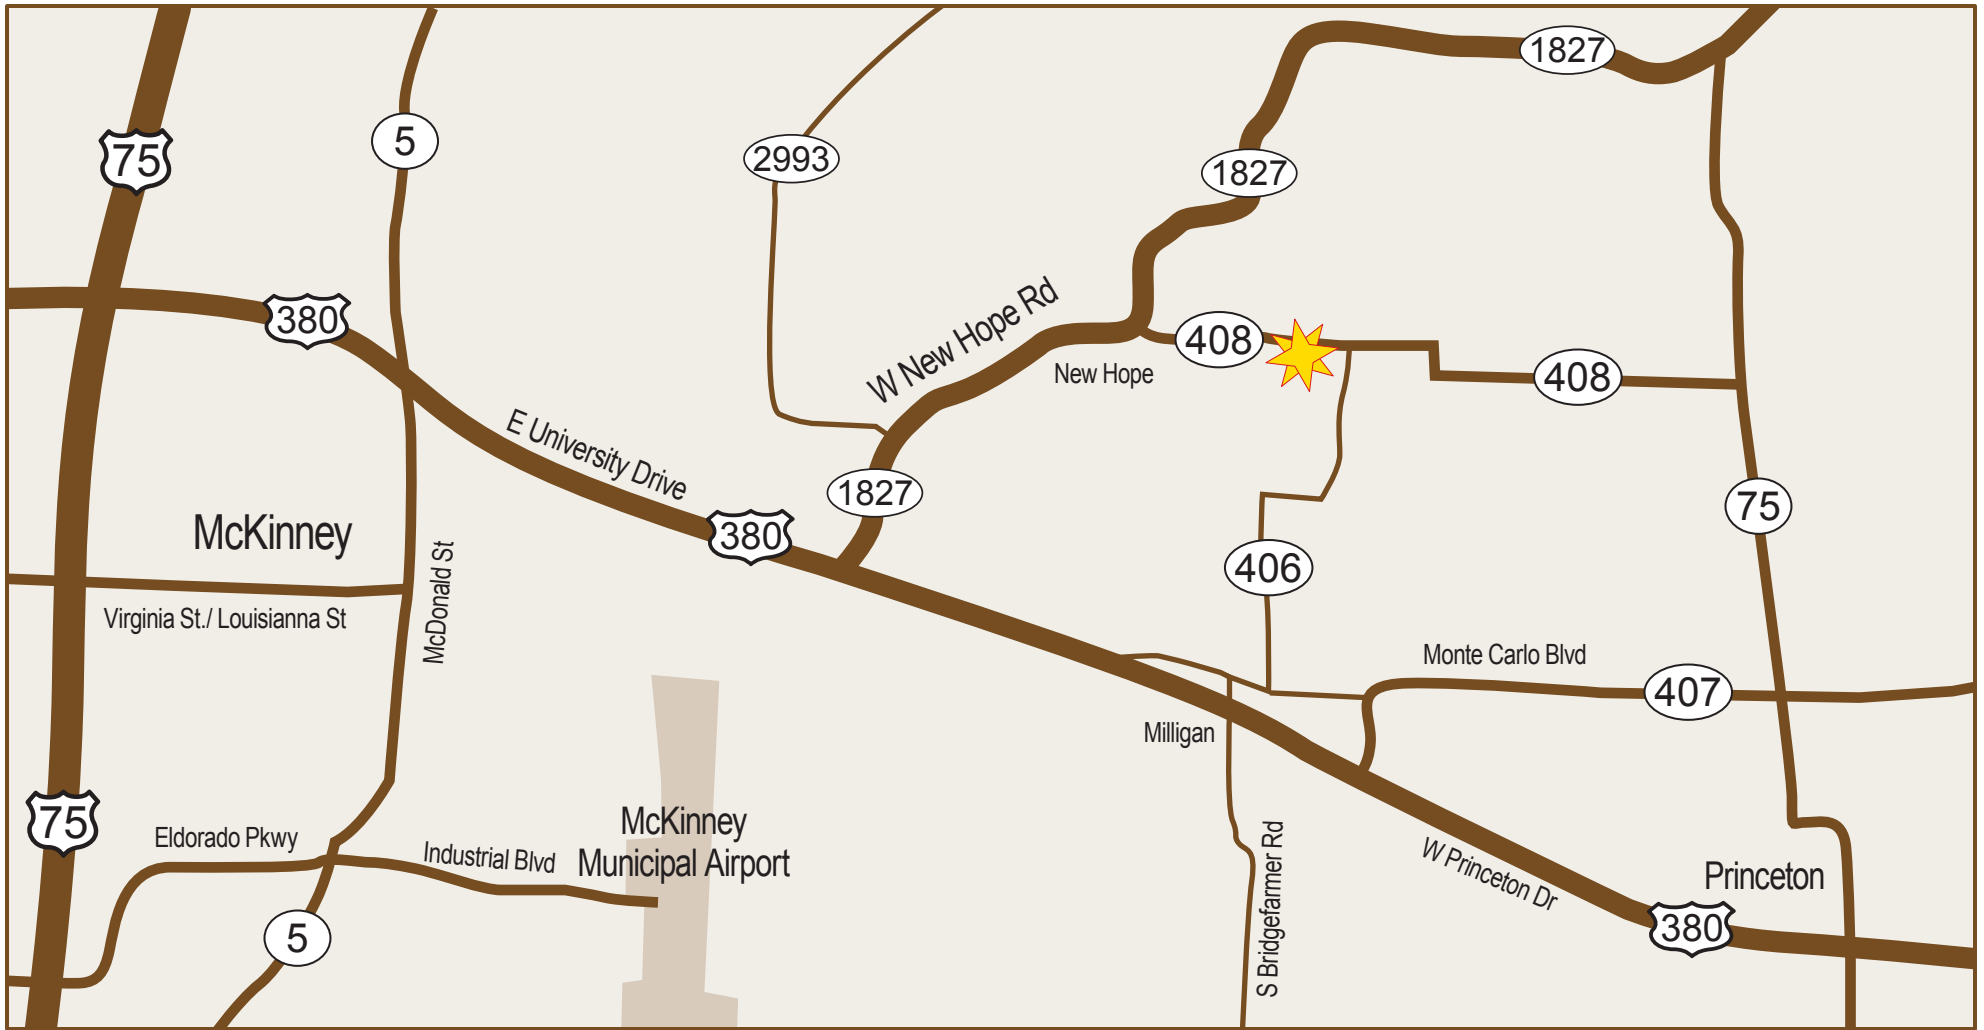 1827
75
5
2993
1827
380
W New Hope Rd
408
New Hope
408
E University Drive
1827
75
McKinney
380
McDonald St
406
Virginia St./ Louisianna St
Monte Carlo Blvd
407
Milligan
75
McKinney
Municipal Airport
Eldorado Pkwy
Industrial Blvd
S Bridgefarmer Rd
W Princeton Dr
Princeton
5
380